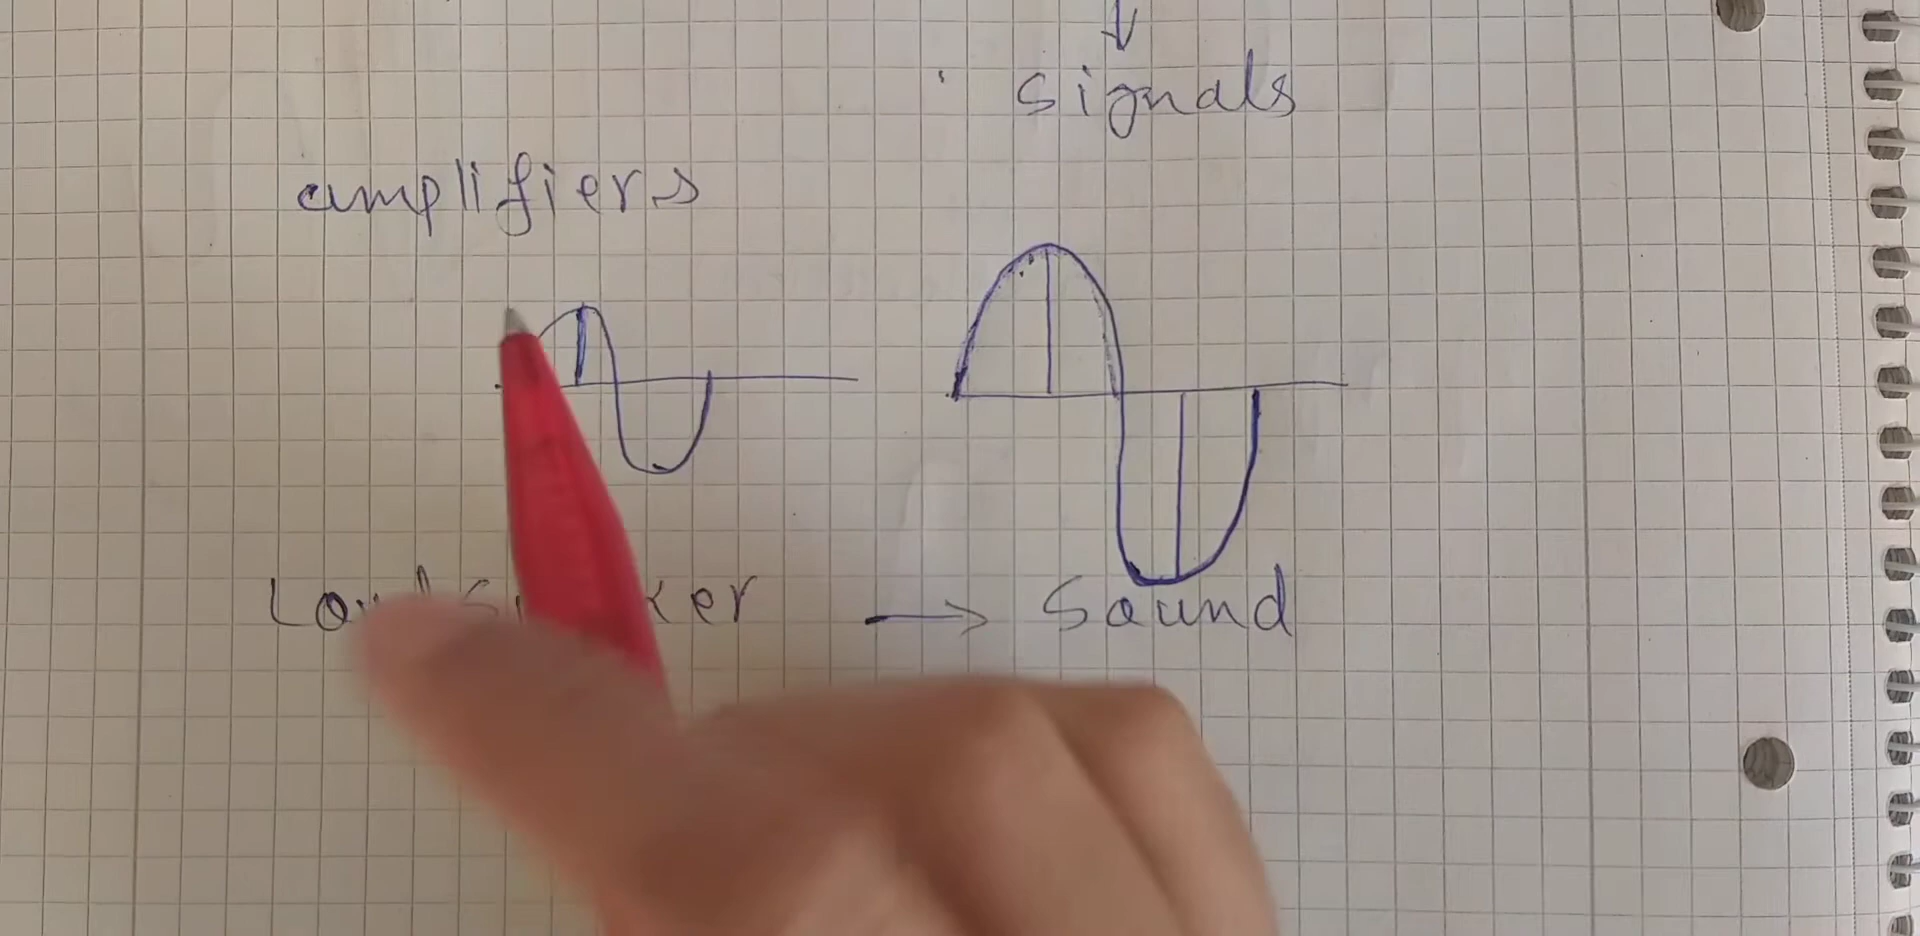 signals
amplifiers
→ Sound